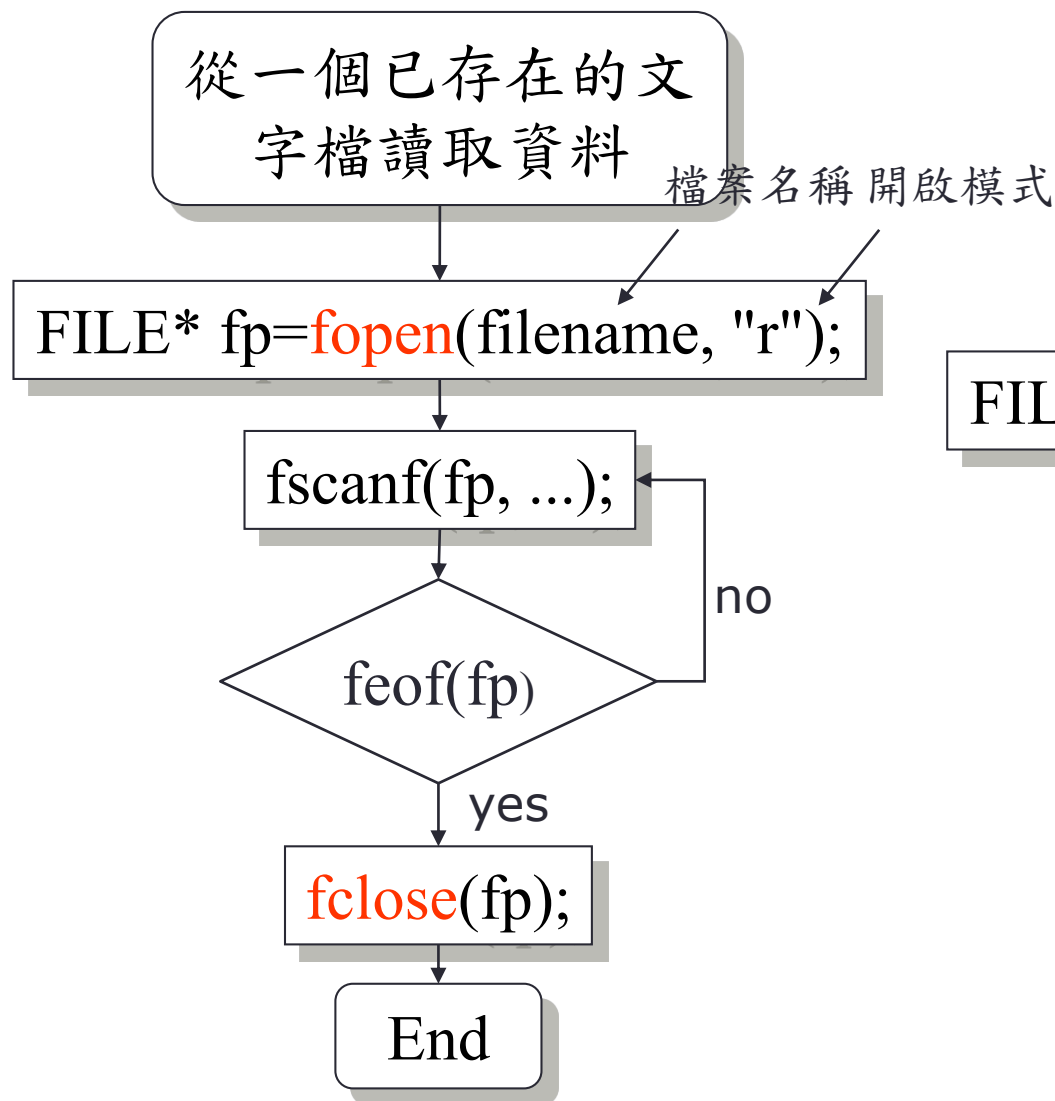 從一個已存在的文
字檔讀取資料
檔案名稱 開啟模式
FILE* fp=fopen(filename, "r");
FIL
fscanf(fp, ...);
no
feof(fp)
yes
fclose(fp);
End